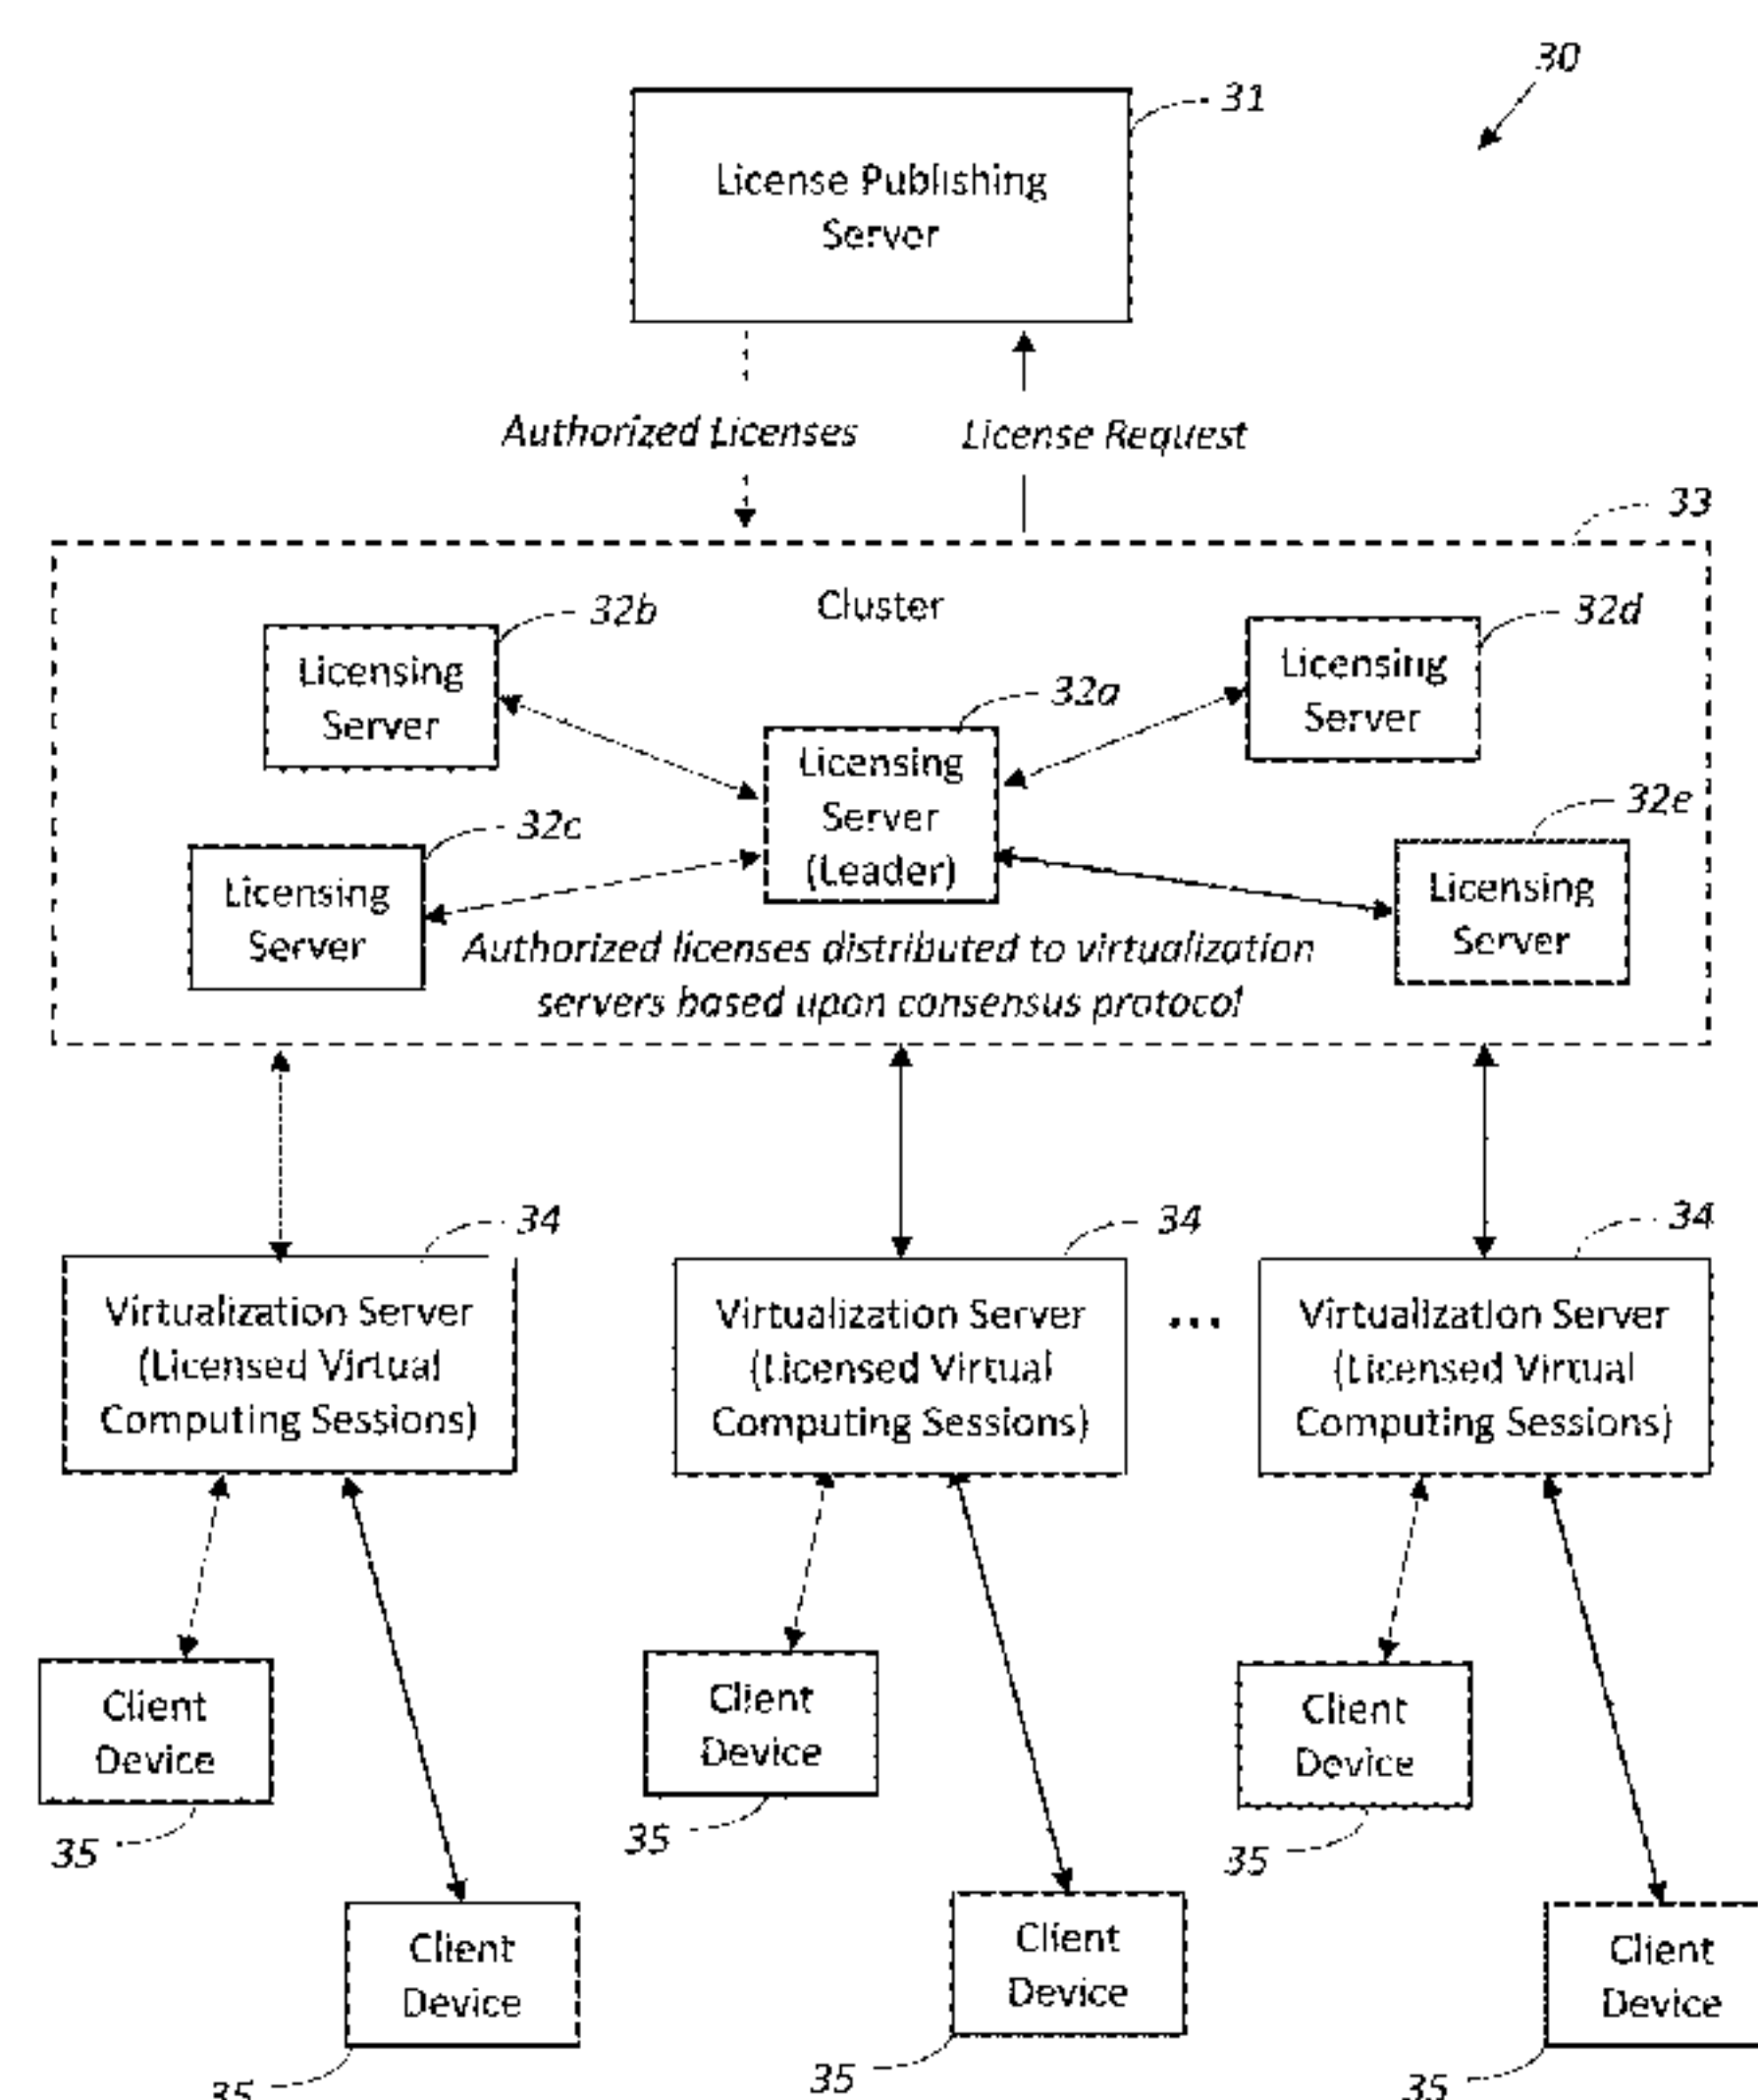 30
31
License Publishing
Server
Authorized Licenses
License Request
33
Cluster
32b
Licensing
Server
32d
Licensing
Server
32a
Licensing
Server
(Leader)
32c
Licensing
Server
32e
Licensing
Server
Authorized licenses distributed to virtualization
servers based upon consensus protocol
34
Virtualization Server
(Licensed Virtual
Computing Sessions)
34
Virtualization Server
(Licensed Virtual
Computing Sessions)
...
34
Virtualization Server
(Licensed Virtual
Computing Sessions)
Client
Device
35
Client
Device
35
Client
Device
35
Client
Device
35
Client
Device
35
Client
Device
35